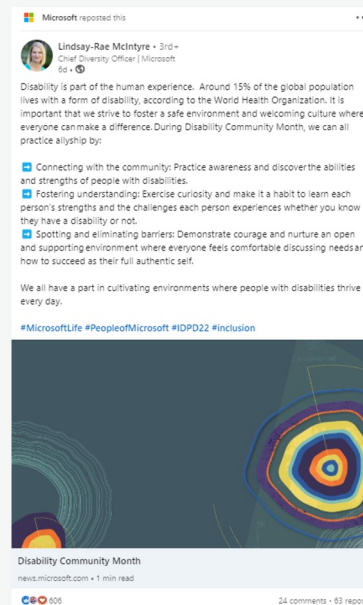 Microsoft reposted this
Lindsay-Rae McIntyre • 3rd+
Chief Diversity Officer | Microsoft
6d •
Disability is part of the human experience. Around 15% of the global population
lives with a form of disability, according to the World Health Organization. It is
important that we strive to foster a safe environment and welcoming culture where
everyone can make a difference. During Disability Community Month, we can all
practice allyship by:
➡ Connecting with the community: Practice awareness and discover the abilities
and strengths of people with disabilities.
➡ Fostering understanding: Exercise curiosity and make it a habit to learn each
person's strengths and the challenges each person experiences whether you know
they have a disability or not.
➡ Spotting and eliminating barriers: Demonstrate courage and nurture an open
and supporting environment where everyone feels comfortable discussing needs
how to succeed as their full authentic self.
We all have a part in cultivating environments where people with disabilities thrive
every day.
#MicrosoftLife #PeopleofMicrosoft #IDPD22 #inclusion
Disability Community Month
news.microsoft.com • 1 min read
606
24 comments • 63